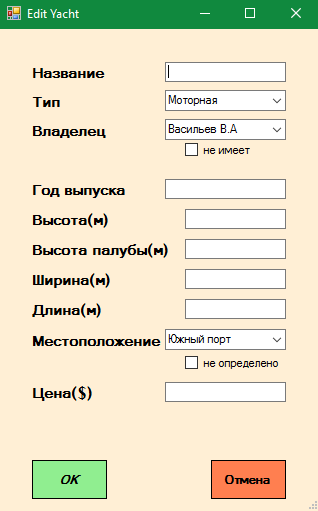 Edit Yacht
Название
Тип Моторная
Владелец Васильев В.А
не имеет
Год выпуска
Высота(м)
Высота палубы(м)
Ширина(м)
Длина(м)
Местоположение Южный порт
не определено
Цена($)
OK Отмена